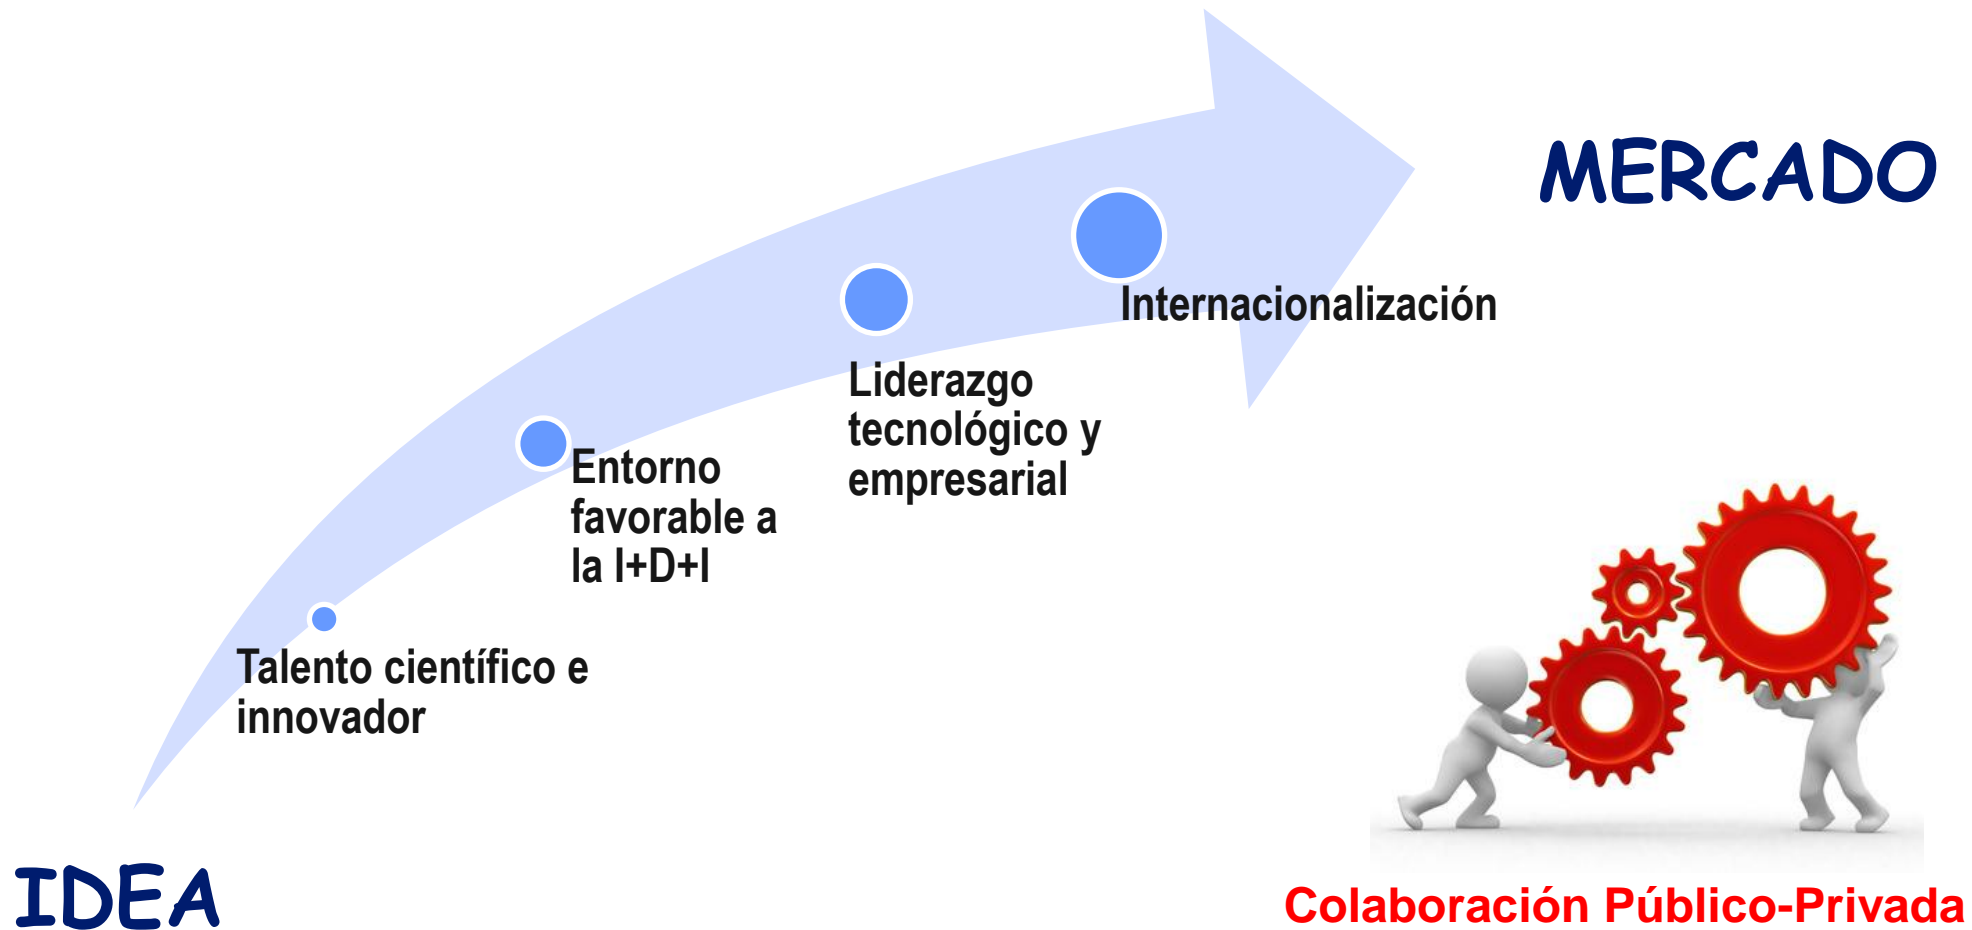 MERCADO
Internacionalización
Liderazgo
tecnológico y
empresarial
Entorno
favorable a
la I+D+I
Talento científico e
innovador
IDEA
Colaboración Público-Privada